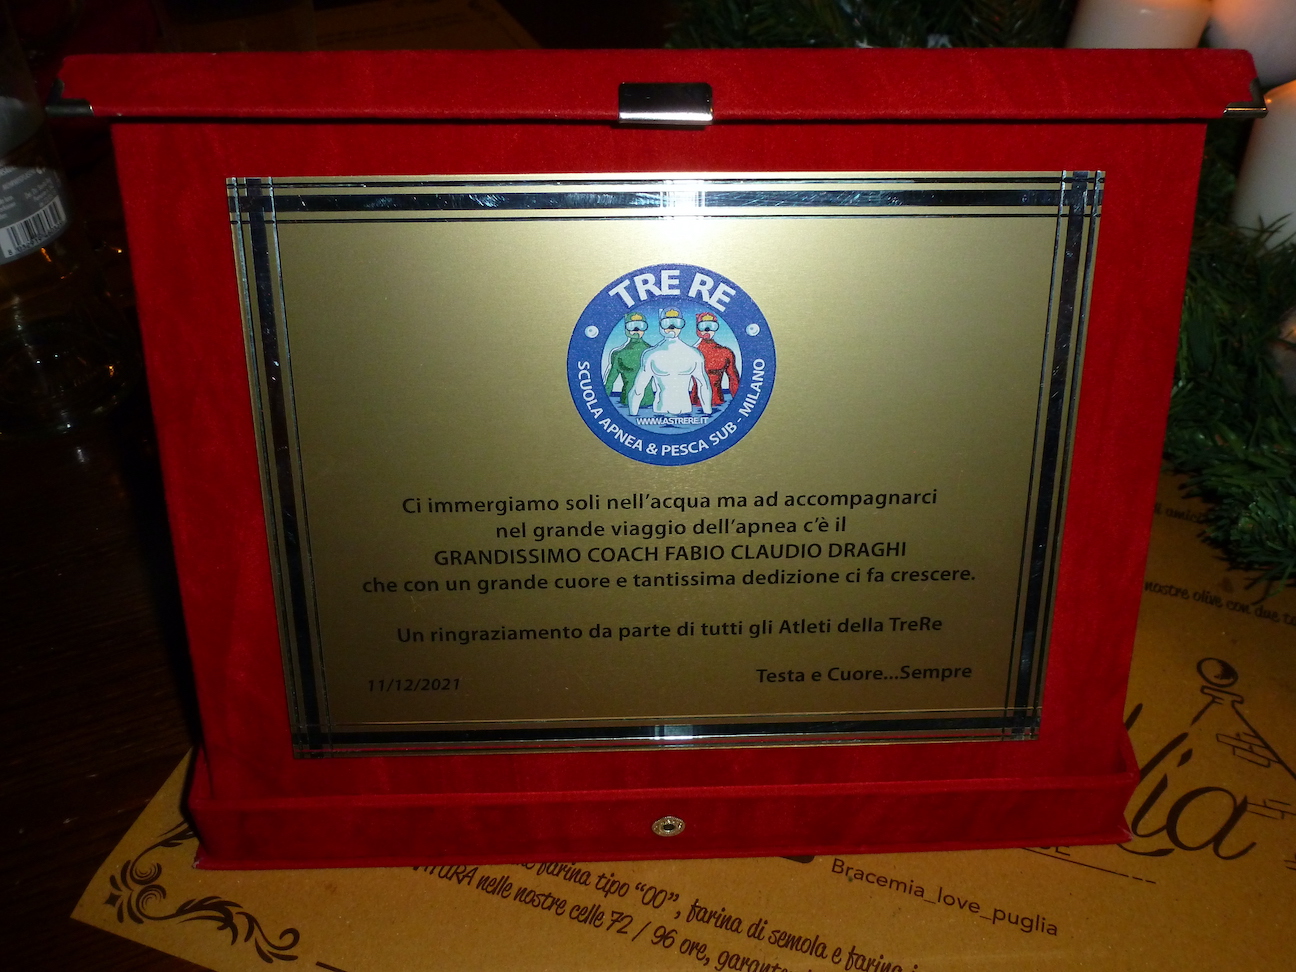 TRE RE
WWW.ASTRERE.IT
SCUOLA APNEA & PESCA SUB - MILANO
Ci immergiamo soli nell'acqua ma ad accompagnarci
nel grande viaggio dell'apnea c'è il
GRANDISSIMO COACH FABIO CLAUDIO DRAGHI
che con un grande cuore e tantissima dedizione ci fa crescere.
Un ringraziamento da parte di tutti gli Atleti della TreRe
11/12/2021
Testa e Cuore...Sempre
nostre olive con due
lia
Bracemia_love_puglia
farina tipo "00", farina di semola e farina
nelle nostre celle 72 / 96 ore,